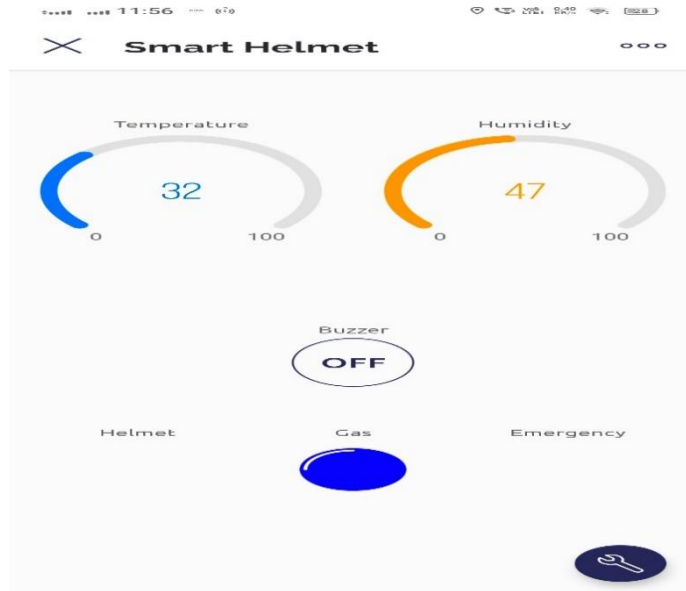 11:56
Smart Helmet
Temperature Humidity
32 47
0 100 0 100
Buzzer
OFF
Helmet Gas Emergency